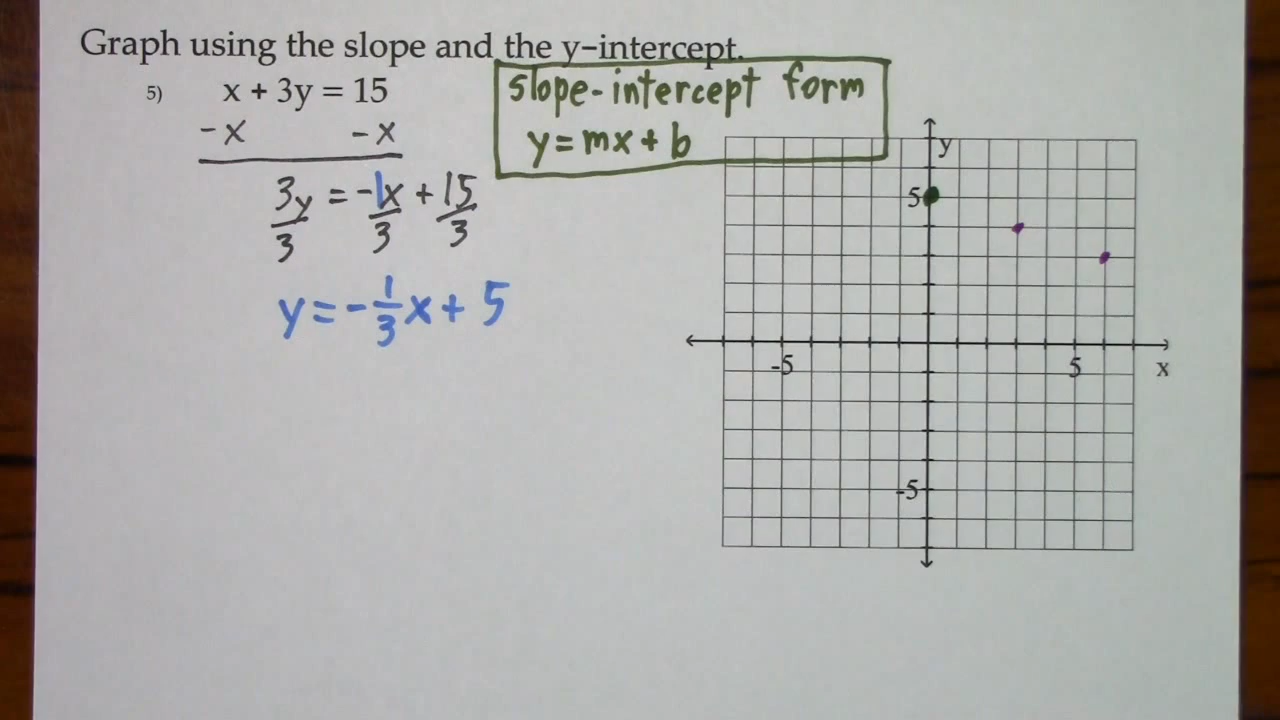 Graph using the slope and the y-intercept.
5) x + 3y = 15
-x -x
3y/3 = -1x/3 + 15/3
y = -1/3 x + 5
slope-intercept form
y = mx + b
y
5
-5
5
x
-5